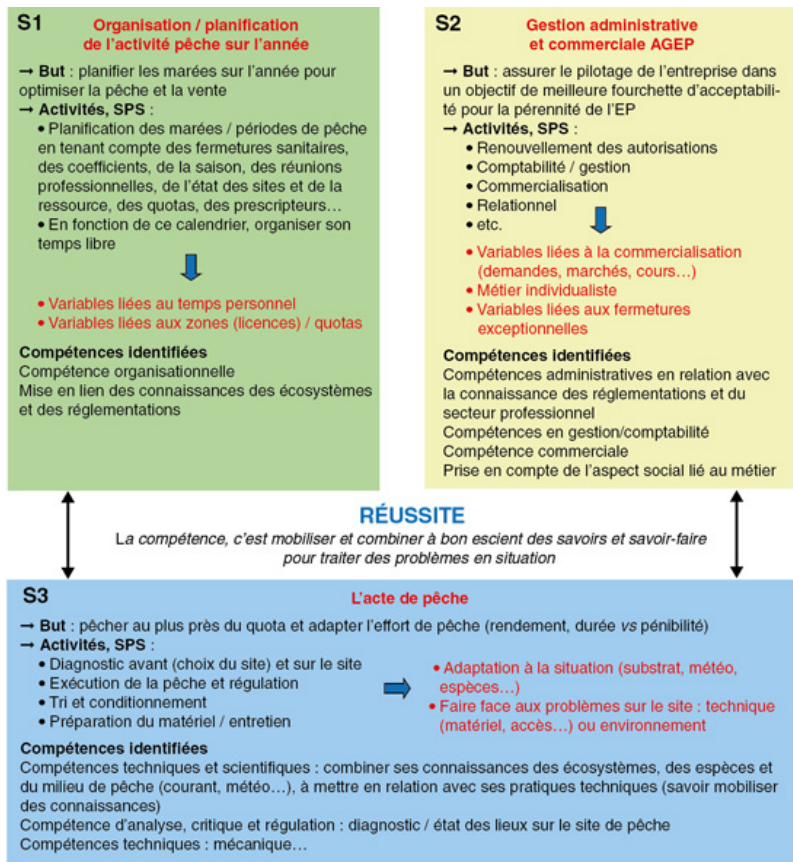 S1
Organisation / planification
de l'activité pêche sur l'année
→ But : planifier les marées sur l'année pour
optimiser la pêche et la vente
→ Activités, SPS :
• Planification des marées / périodes de pêche
en tenant compte des fermetures sanitaires,
des coefficients, de la saison, des réunions
professionnelles, de l'état des sites et de la
ressource, des quotas, des prescripteurs…
• En fonction de ce calendrier, organiser son
temps libre
• Variables liées au temps personnel
• Variables liées aux zones (licences) / quotas
Compétences identifiées
Compétence organisationnelle
Mise en lien des connaissances des écosystèmes
et des réglementations
S2
Gestion administrative
et commerciale AGEP
→ But : assurer le pilotage de l'entreprise dans
un objectif de meilleure fourchette d'acceptabili-
té pour la pérennité de l'EP
→ Activités, SPS :
• Renouvellement des autorisations
• Comptabilité / gestion
• Commercialisation
• Relationnel
• etc.
• Variables liées à la commercialisation
(demandes, marchés, cours…)
• Métier individualiste
• Variables liées aux fermetures
exceptionnelles
Compétences identifiées
Compétences administratives en relation avec
la connaissance des réglementations et du
secteur professionnel
Compétences en gestion/comptabilité
Compétence commerciale
Prise en compte de l'aspect social lié au métier
RÉUSSITE
La compétence, c'est mobiliser et combiner à bon escient des savoirs et savoir-faire
pour traiter des problèmes en situation
S3
L'acte de pêche
→ But : pêcher au plus près du quota et adapter l'effort de pêche (rendement, durée vs pénibilité)
→ Activités, SPS :
• Diagnostic avant (choix du site) et sur le site
• Exécution de la pêche et régulation
• Tri et conditionnement
• Préparation du matériel / entretien
• Adaptation à la situation (substrat, météo,
espèces…)
• Faire face aux problèmes sur le site : technique
(matériel, accès…) ou environnement
Compétences identifiées
Compétences techniques et scientifiques : combiner ses connaissances des écosystèmes, des espèces et
du milieu de pêche (courant, météo…), à mettre en relation avec ses pratiques techniques (savoir mobiliser
des connaissances)
Compétence d'analyse, critique et régulation : diagnostic / état des lieux sur le site de pêche
Compétences techniques : mécanique…